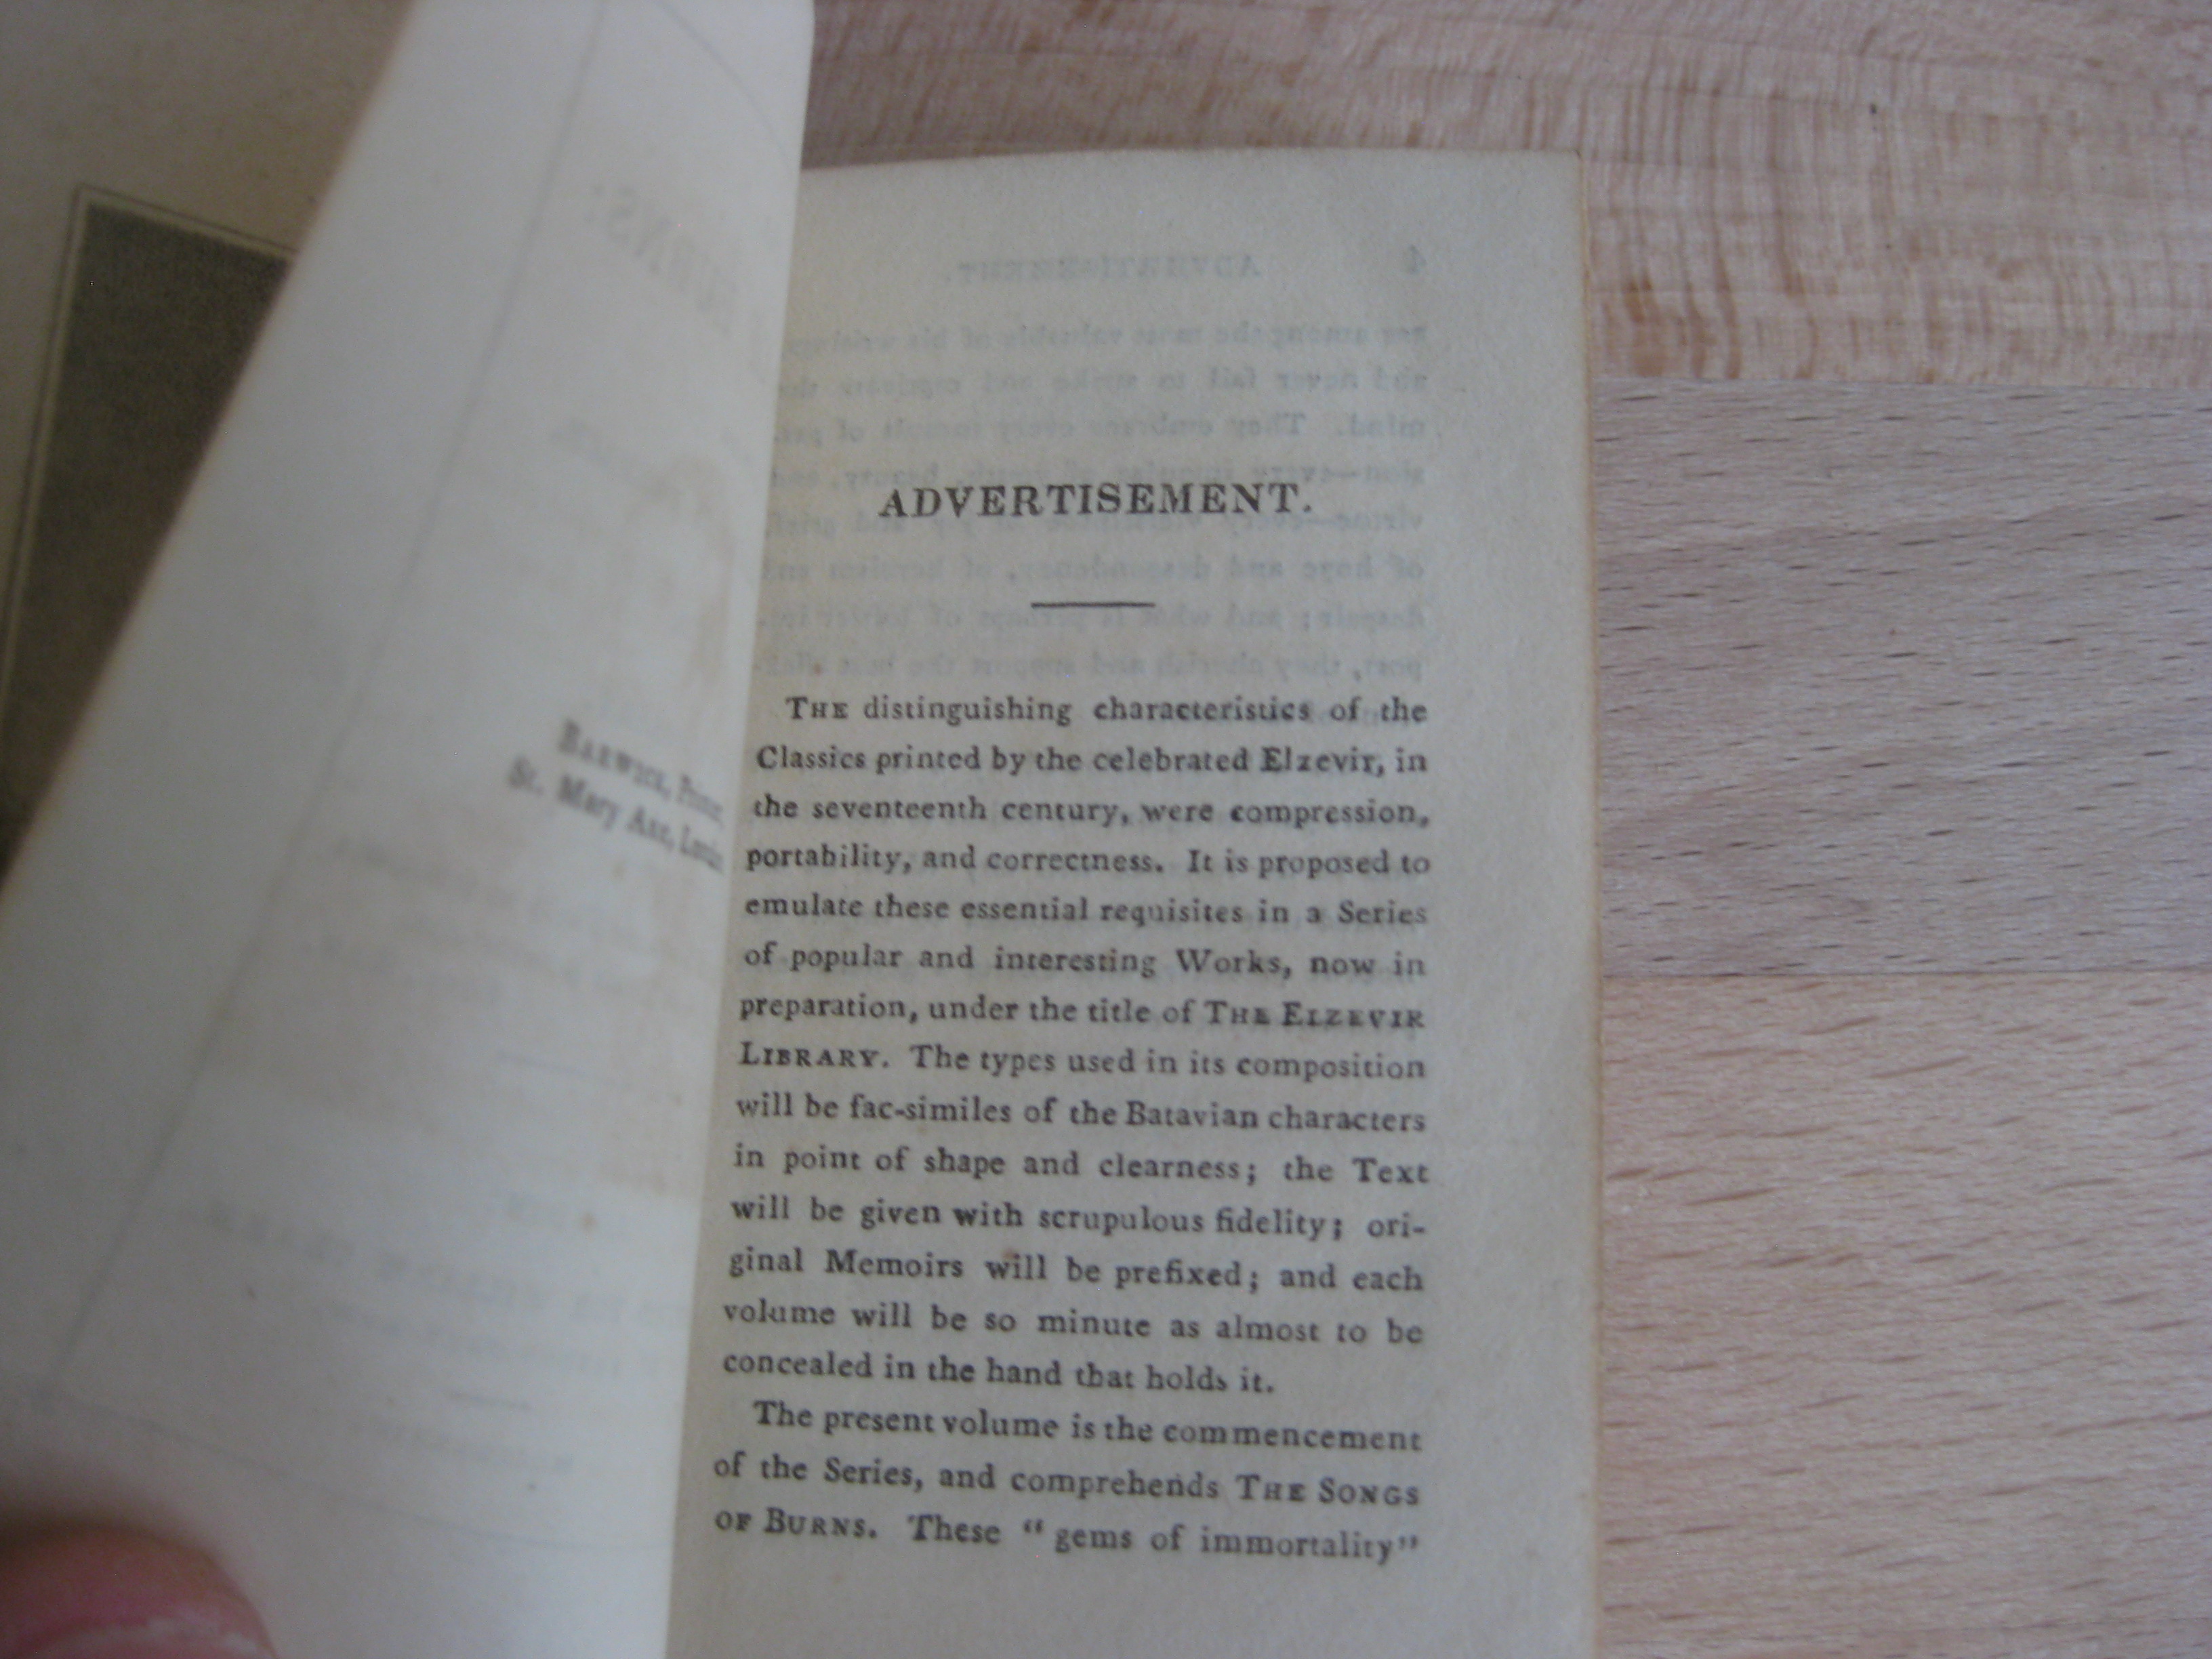 BARWICK, Printer,
St. Mary Axe, London
ADVERTISEMENT.
THE distinguishing characteristics of the
Classics printed by the celebrated Elzevir, in
the seventeenth century, were compression,
portability, and correctness. It is proposed to
emulate these essential requisites in a Series
of popular and interesting Works, now in
preparation, under the title of THE ELZEVIR
LIBRARY. The types used in its composition
will be fac-similes of the Batavian characters
in point of shape and clearness; the Text
will be given with scrupulous fidelity; ori-
ginal Memoirs will be prefixed; and each
volume will be so minute as almost to be
concealed in the hand that holds it.
The present volume is the commencement
of the Series, and comprehends THE SONGS
OF BURNS. These "gems of immortality"